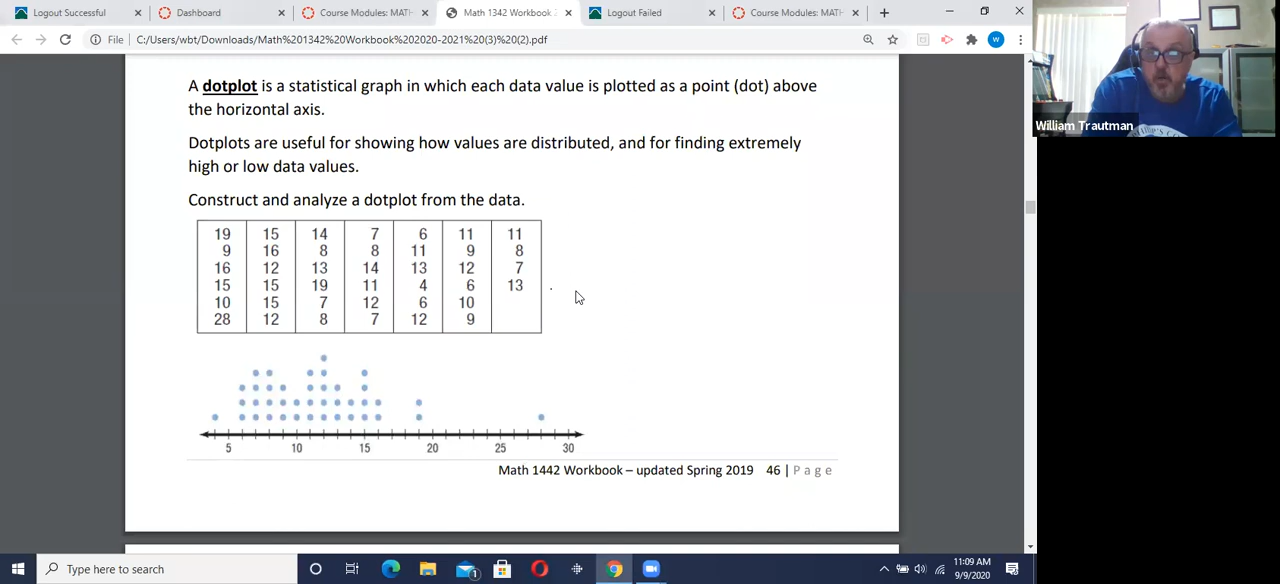 Logout Successful
Dashboard
Course Modules: MATH
Math 1342 Workbook
Logout Failed
Course Modules: MATH
File C:/Users/wbt/Downloads/Math%201342%20Workbook%202020-2021%20(3)%20(2).pdf
W
William Trautman
A dotplot is a statistical graph in which each data value is plotted as a point (dot) above
the horizontal axis.
Dotplots are useful for showing how values are distributed, and for finding extremely
high or low data values.
Construct and analyze a dotplot from the data.
19 15 14 7 6 11 11
9 16 8 8 11 9 8
16 12 13 14 13 12 7
15 15 19 11 4 6 13
10 15 7 12 6 10
28 12 8 7 12 9
5 10 15 20 25 30
Math 1442 Workbook – updated Spring 2019 46 | Page
Type here to search
1
11:09 AM
9/9/2020